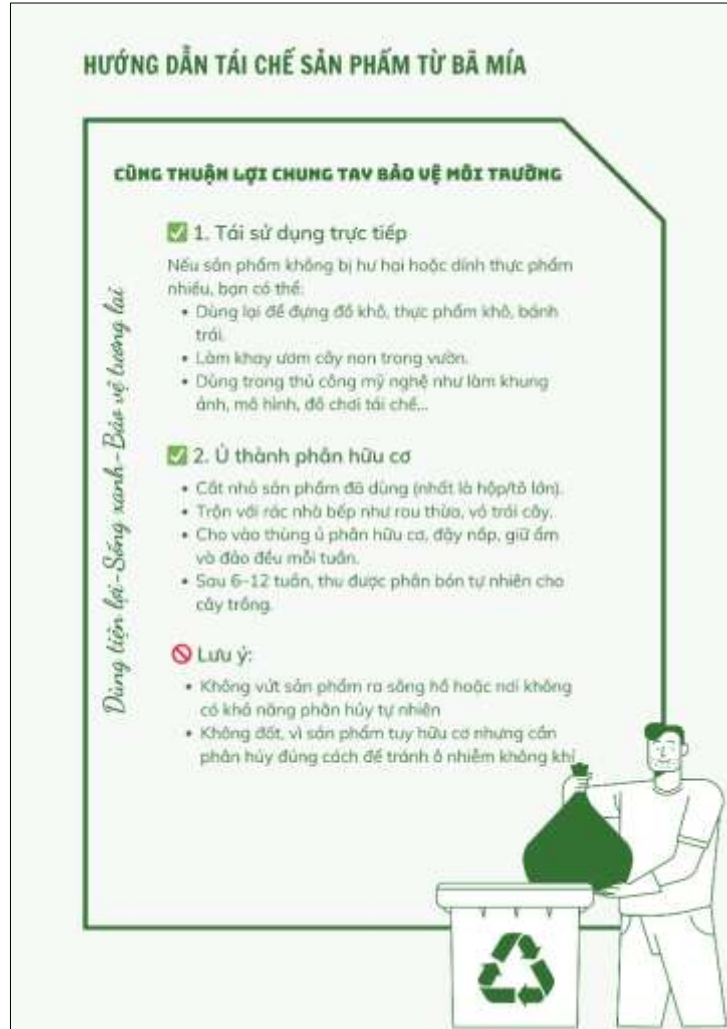 HƯỚNG DẪN TÁI CHẾ SẢN PHẨM TỪ BÃ MÍA
CÙNG THUẬN LỢI CHUNG TAY BẢO VỆ MÔI TRƯỜNG
✅ 1. Tái sử dụng trực tiếp
Nếu sản phẩm không bị hư hại hoặc dính thực phẩm
nhiều, bạn có thể:
• Dùng lại để đựng đồ khô, thực phẩm khô, bánh
trái.
• Làm khay ươm cây non trong vườn.
• Dùng trong thủ công mỹ nghệ như làm khung
ảnh, mô hình, đồ chơi tái chế...
✅ 2. Ủ thành phân hữu cơ
• Cắt nhỏ sản phẩm đã dùng (nhất là hộp/tô lớn).
• Trộn với rác nhà bếp như rau thừa, vỏ trái cây.
• Cho vào thùng ủ phân hữu cơ, đậy nắp, giữ ẩm
và đảo đều mỗi tuần.
• Sau 6–12 tuần, thu được phân bón tự nhiên cho
cây trồng.
🚫 Lưu ý:
• Không vứt sản phẩm ra sông hồ hoặc nơi không
có khả năng phân hủy tự nhiên
• Không đốt, vì sản phẩm tuy hữu cơ nhưng cần
phân hủy đúng cách để tránh ô nhiễm không khí
Dùng tiện lợi-Sống xanh-Bảo vệ tương lai